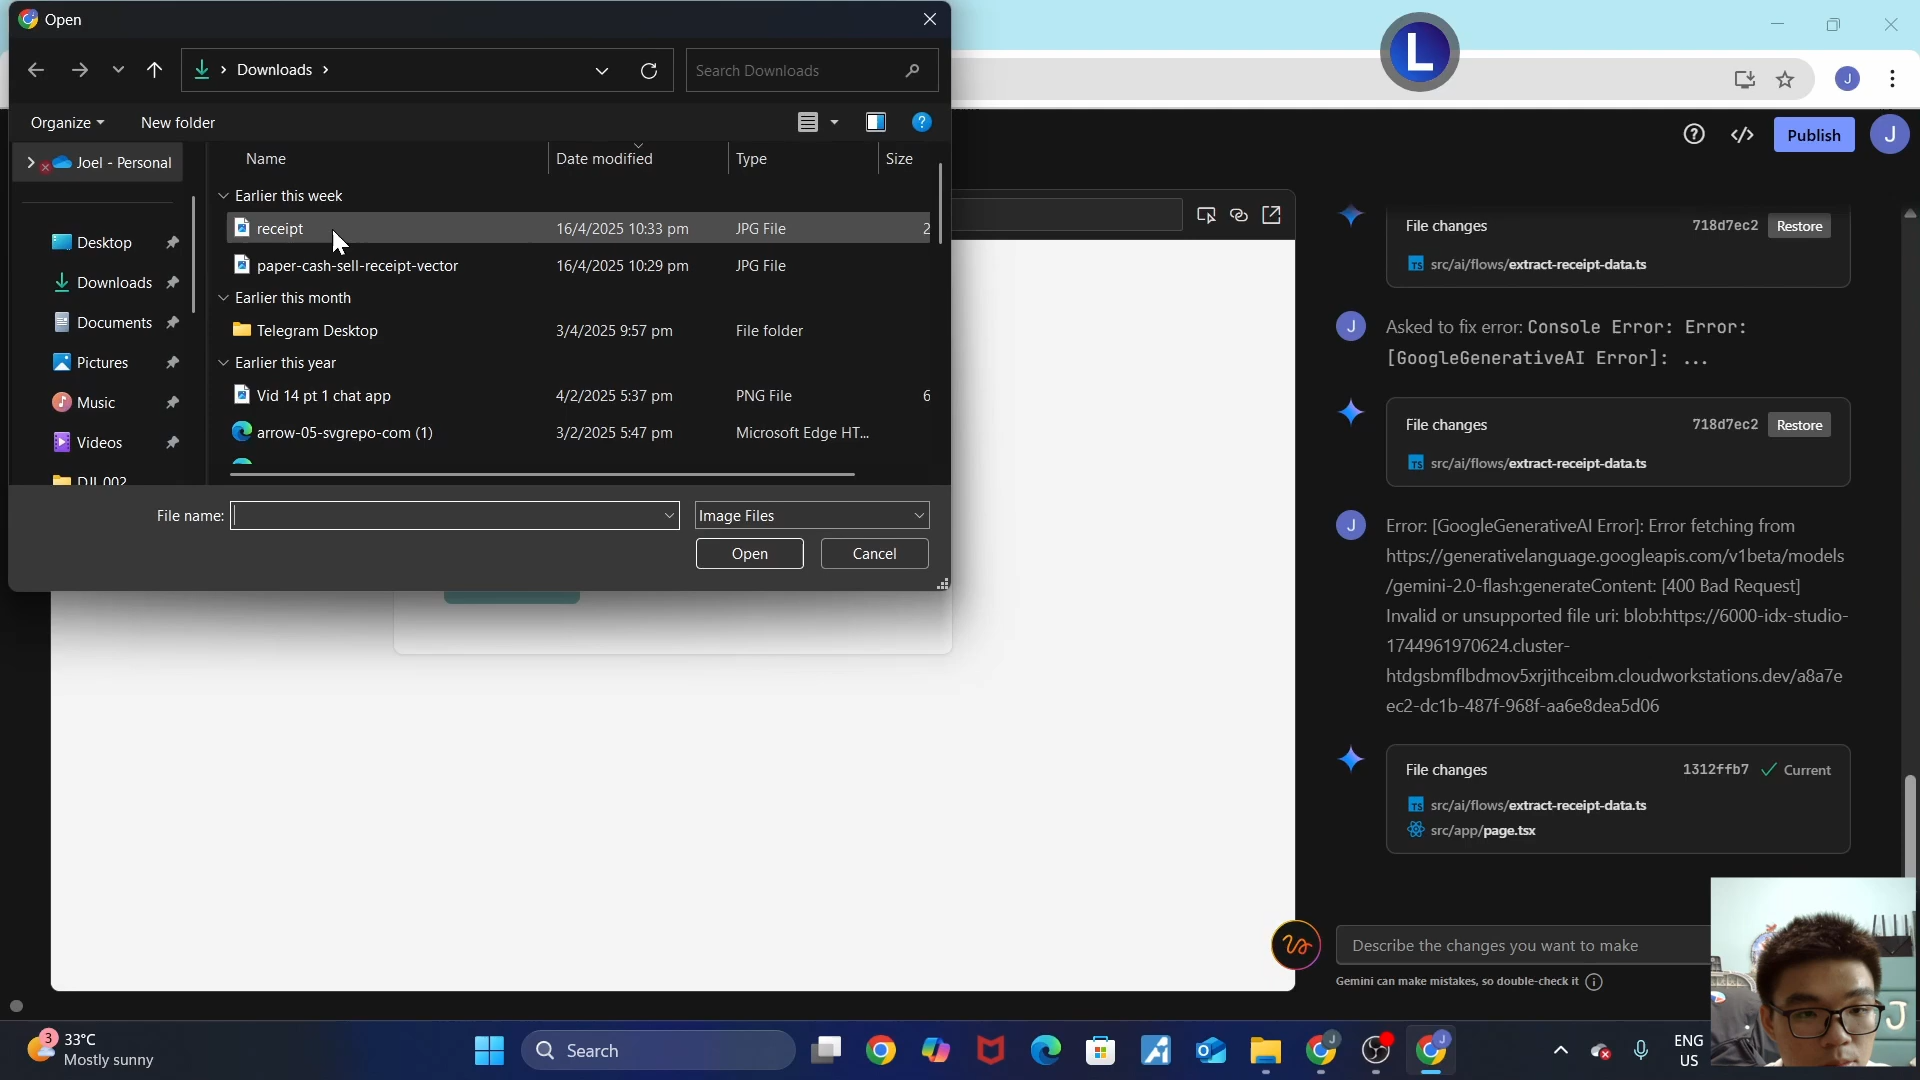 Open
Downloads
Search Downloads
Organize
New folder
Joel - Personal
Desktop
Downloads
Documents
Pictures
Music
Videos
DJI_002
Name
Date modified
Type
Size
Earlier this week
receipt
16/4/2025 10:33 pm
JPG File
2
paper-cash-sell-receipt-vector
16/4/2025 10:29 pm
JPG File
Earlier this month
Telegram Desktop
3/4/2025 9:57 pm
File folder
Earlier this year
Vid 14 pt 1 chat app
4/2/2025 5:37 pm
PNG File
6
arrow-05-svgrepo-com (1)
3/2/2025 5:47 pm
Microsoft Edge HT...
File name:
Image Files
Open
Cancel
L
J
Publish
J
File changes
718d7ec2
Restore
TS src/ai/flows/extract-receipt-data.ts
J
Asked to fix error: Console Error: Error:
[GoogleGenerativeAI Error]: ...
File changes
718d7ec2
Restore
TS src/ai/flows/extract-receipt-data.ts
J
Error: [GoogleGenerativeAI Error]: Error fetching from
https://generativelanguage.googleapis.com/v1beta/models
/gemini-2.0-flash:generateContent: [400 Bad Request]
Invalid or unsupported file uri: blob:https://6000-idx-studio-
1744961970624.cluster-
htdgsbmflbdmov5xrjithceibm.cloudworkstations.dev/a8a7e
ec2-dc1b-487f-968f-aa6e8dea5d06
File changes
1312ffb7
Current
TS src/ai/flows/extract-receipt-data.ts
src/app/page.tsx
Describe the changes you want to make
Gemini can make mistakes, so double-check it
3
33°C
Mostly sunny
Search
ENG
US
J